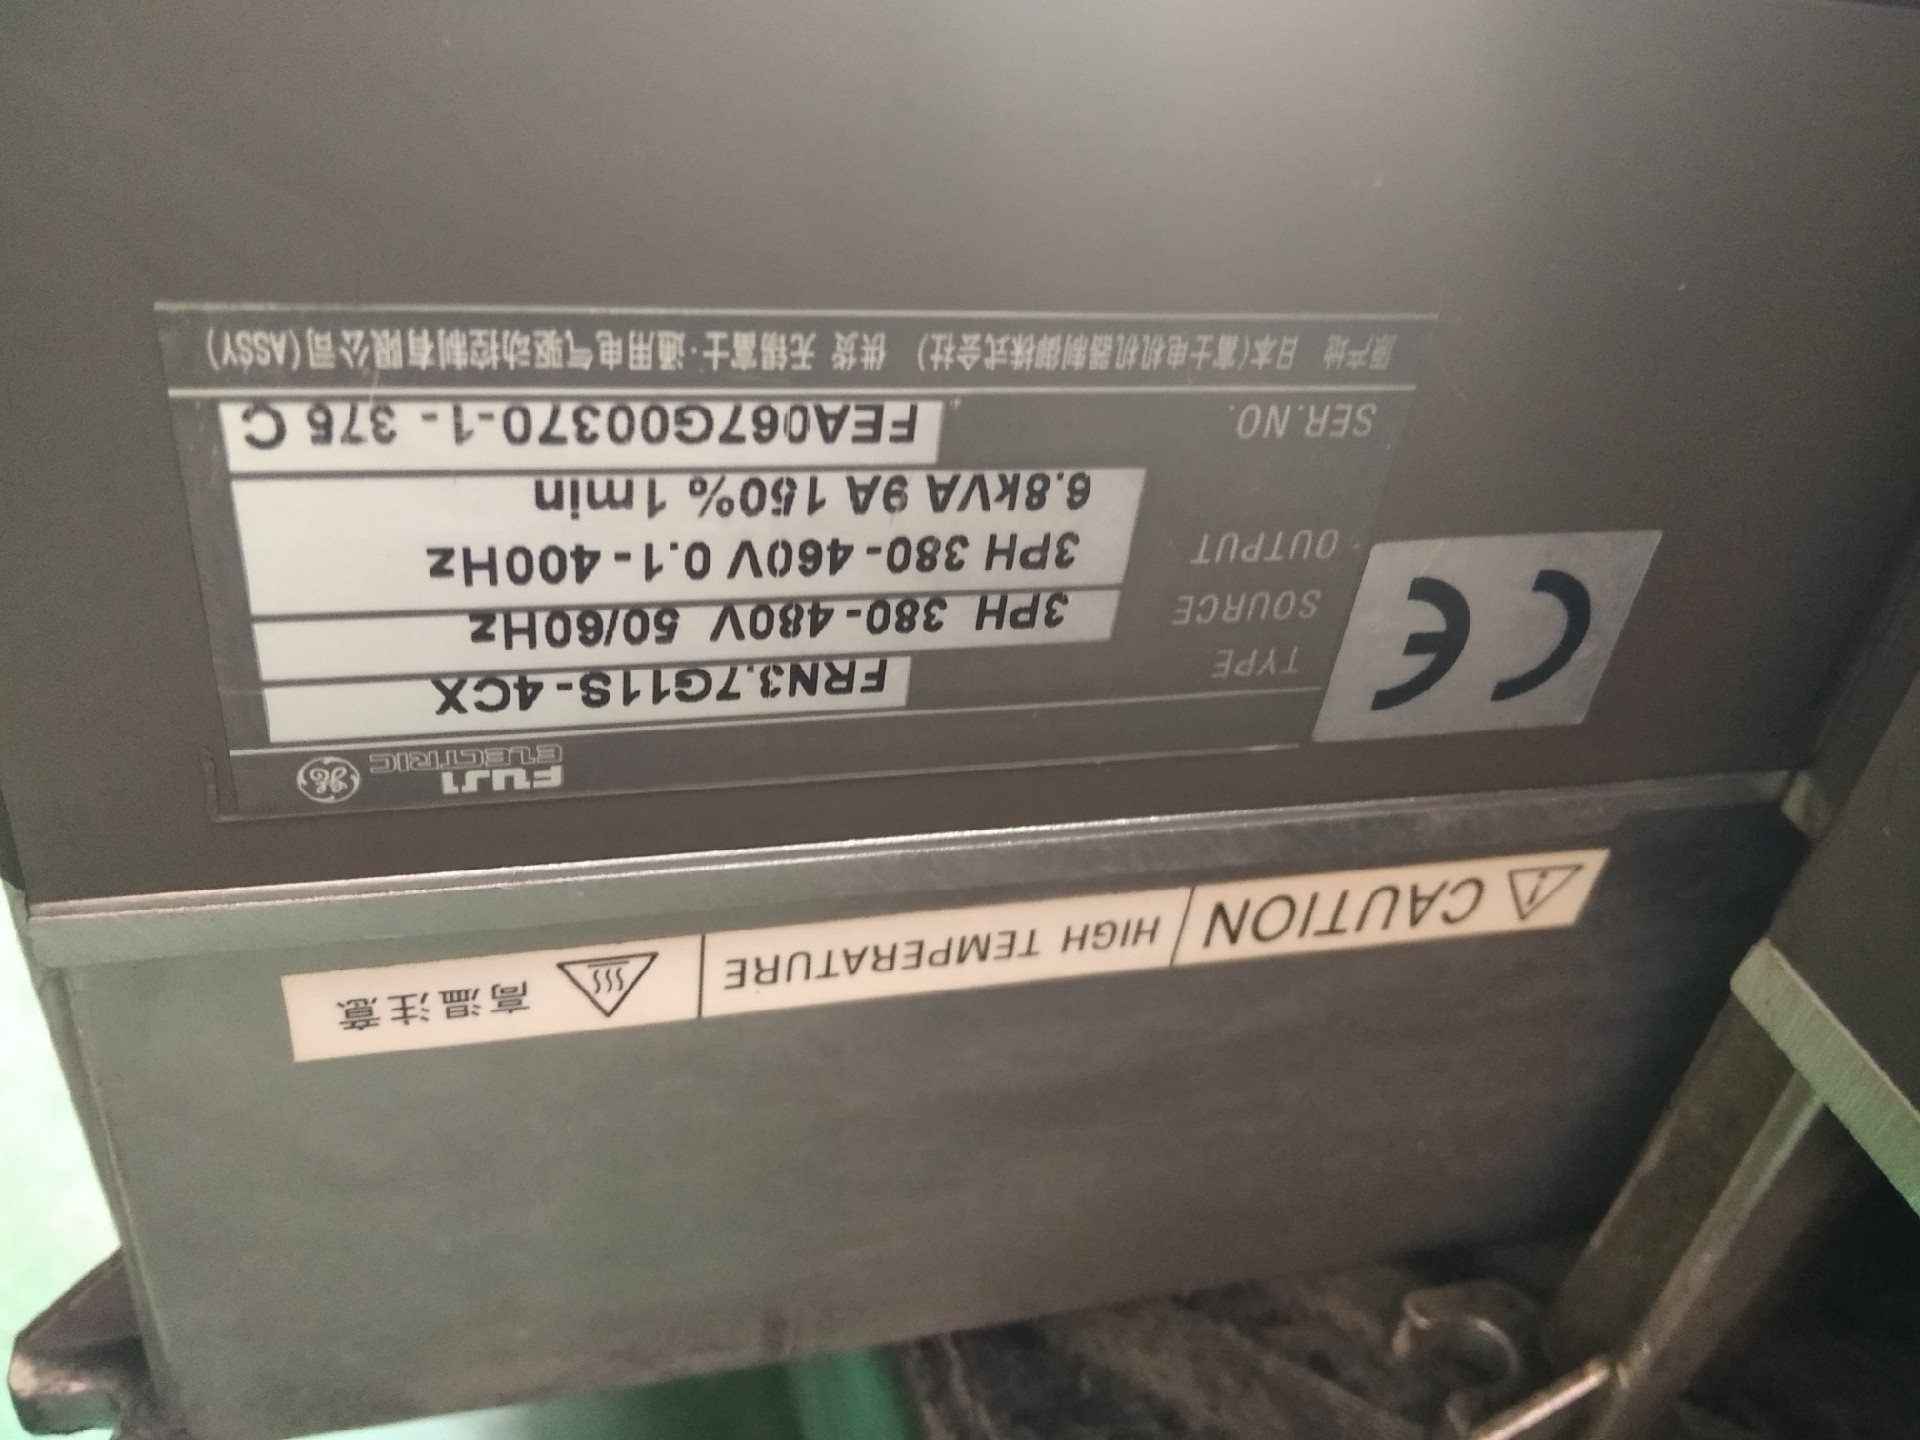 CAUTION HIGH TEMPERATURE 高温注意
FUJI
ELECTRIC
GE
CE
TYPE FRN3.7G11S-4CX
SOURCE 3PH 380-480V 50/60Hz
OUTPUT 3PH 380-460V 0.1-400Hz
6.8kVA 9A 150% 1min
SER.NO. FEA067G00370-1-375 C
原产地 日本(富士电机机器制御株式会社) 供货 无锡富士·通用电气驱动控制有限公司(ASSY)